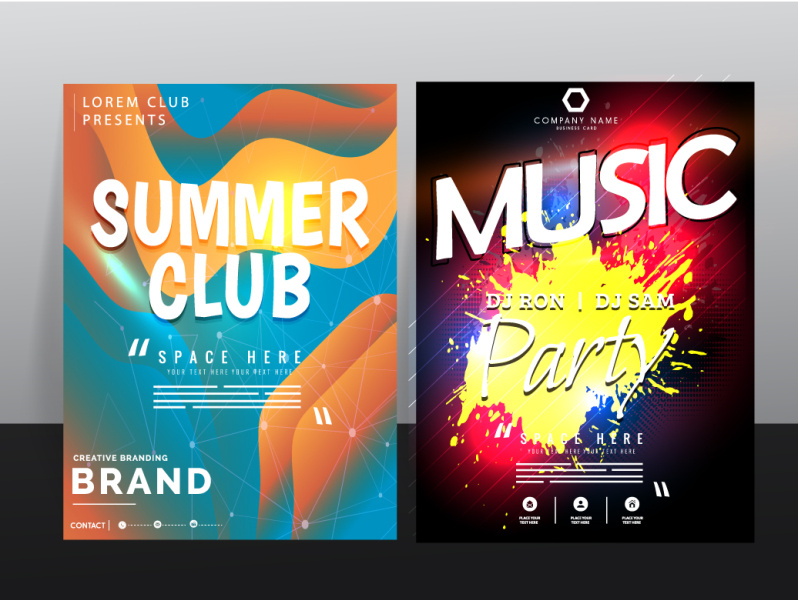 LOREM CLUB
PRESENTS
SUMMER
CLUB
SPACE HERE
YOUR TEXT HERE YOUR TEXT HERE
CREATIVE BRANDING
BRAND
CONTACT
COMPANY NAME
BUSINESS CARD
MUSIC
DJ RON | DJ SAM
Party
SPACE HERE
YOUR TEXT HERE YOUR TEXT HERE
PLACE YOUR
TEXT HERE
PLACE YOUR
TEXT HERE
PLACE YOUR
TEXT HERE